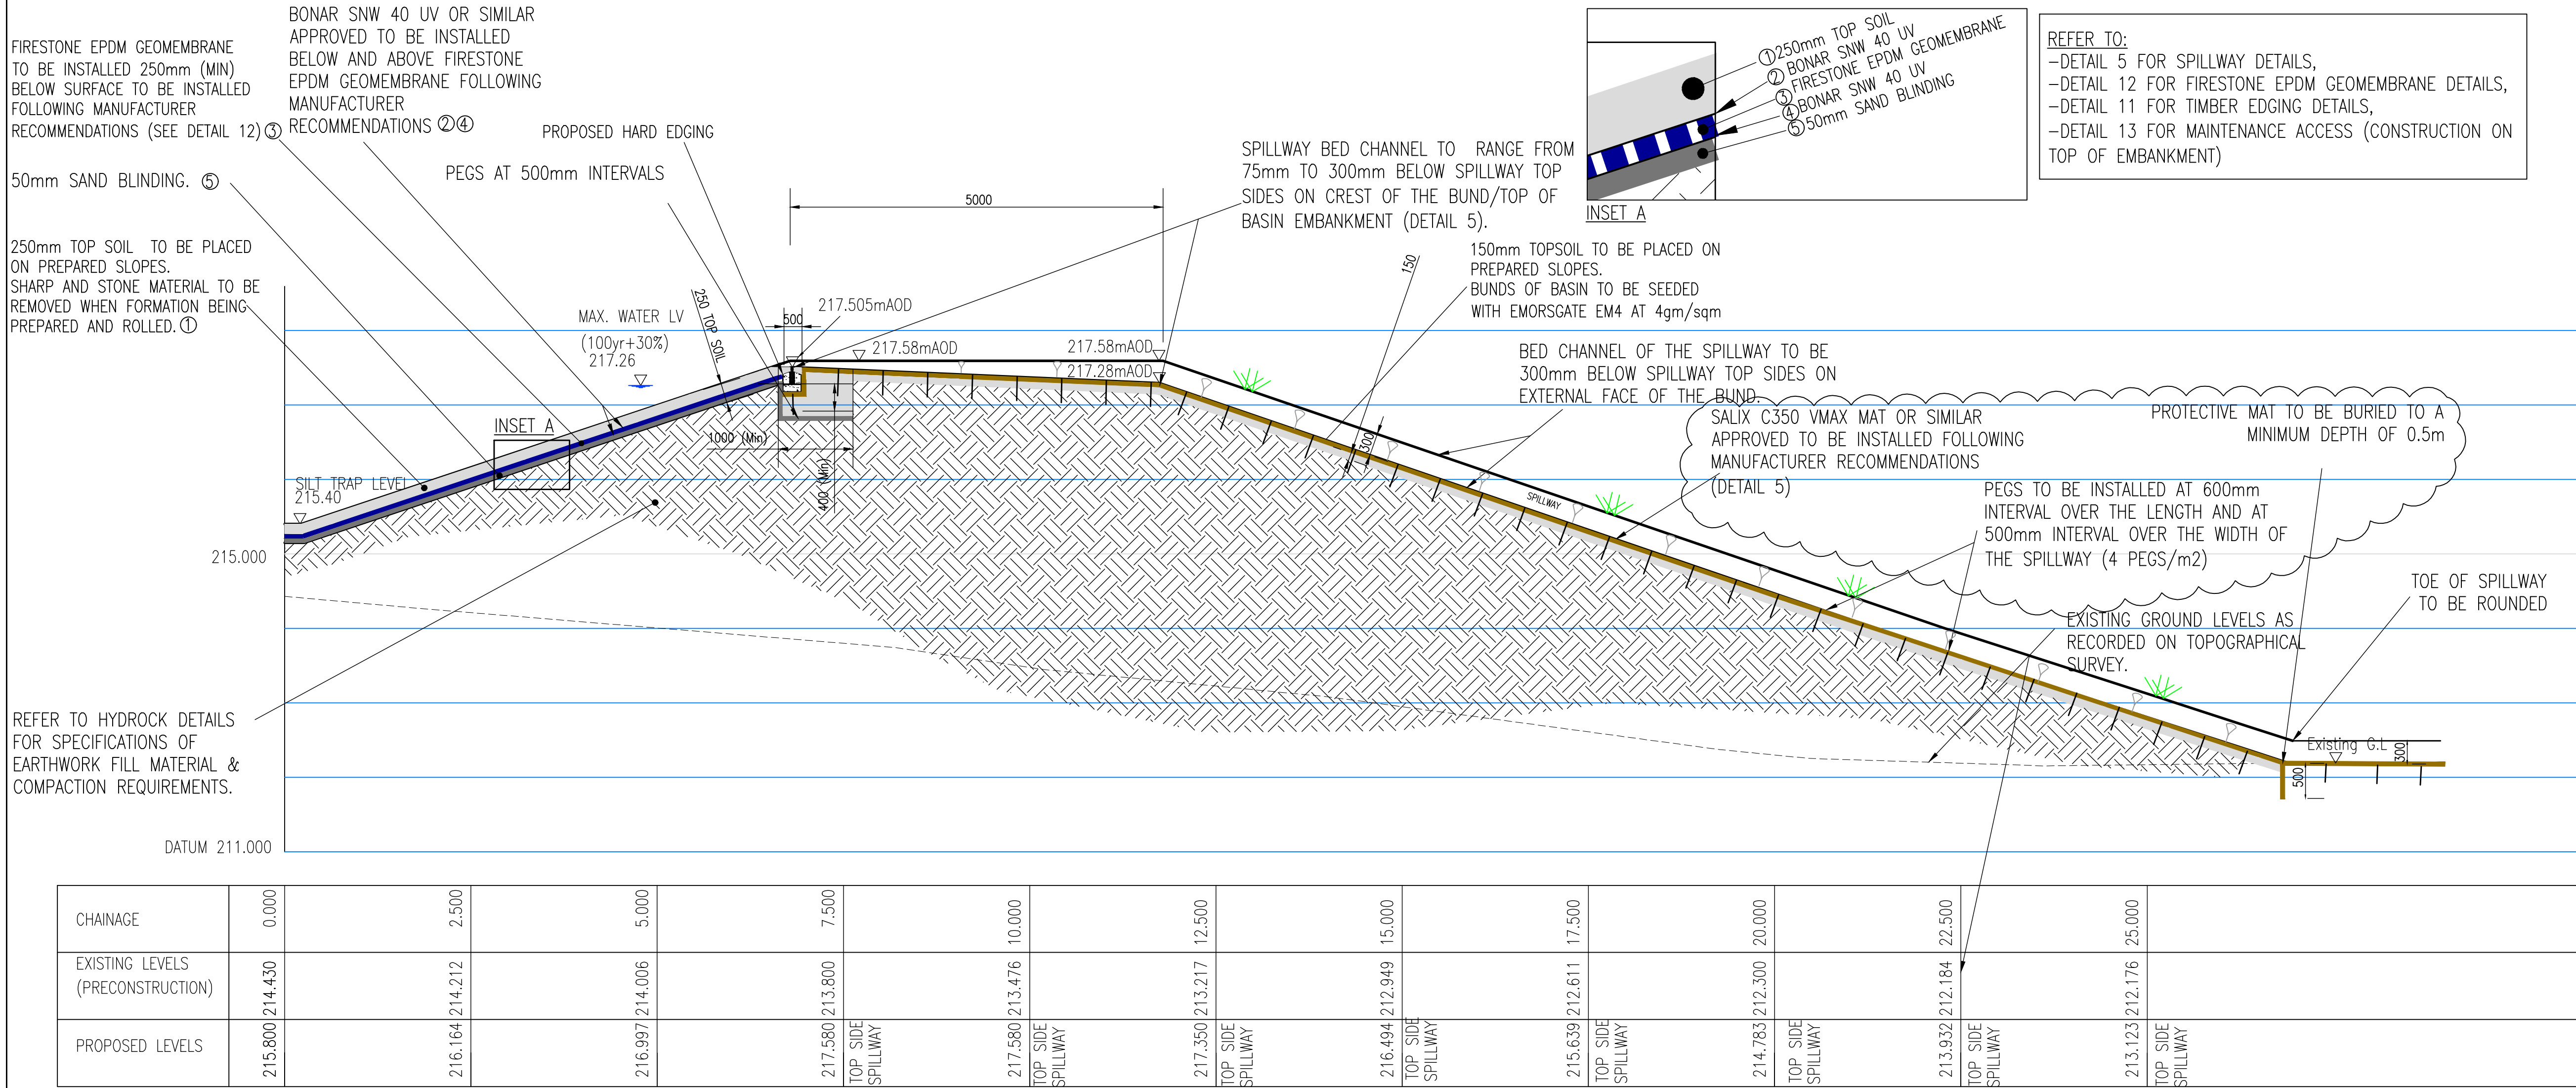 FIRESTONE EPDM GEOMEMBRANE
TO BE INSTALLED 250mm (MIN)
BELOW SURFACE TO BE INSTALLED
FOLLOWING MANUFACTURER
RECOMMENDATIONS (SEE DETAIL 12) ③
BONAR SNW 40 UV OR SIMILAR
APPROVED TO BE INSTALLED
BELOW AND ABOVE FIRESTONE
EPDM GEOMEMBRANE FOLLOWING
MANUFACTURER
RECOMMENDATIONS ②④
PROPOSED HARD EDGING
PEGS AT 500mm INTERVALS
50mm SAND BLINDING. ⑤
250mm TOP SOIL TO BE PLACED
ON PREPARED SLOPES.
SHARP AND STONE MATERIAL TO BE
REMOVED WHEN FORMATION BEING
PREPARED AND ROLLED. ①
5000
SPILLWAY BED CHANNEL TO RANGE FROM
75mm TO 300mm BELOW SPILLWAY TOP
SIDES ON CREST OF THE BUND/TOP OF
BASIN EMBANKMENT (DETAIL 5).
①250mm TOP SOIL
② BONAR SNW 40 UV
③FIRESTONE EPDM GEOMEMBRANE
④BONAR SNW 40 UV
⑤50mm SAND BLINDING
INSET A
REFER TO:
-DETAIL 5 FOR SPILLWAY DETAILS,
-DETAIL 12 FOR FIRESTONE EPDM GEOMEMBRANE DETAILS,
-DETAIL 11 FOR TIMBER EDGING DETAILS,
-DETAIL 13 FOR MAINTENANCE ACCESS (CONSTRUCTION ON
TOP OF EMBANKMENT)
150mm TOPSOIL TO BE PLACED ON
PREPARED SLOPES.
BUNDS OF BASIN TO BE SEEDED
WITH EMORSGATE EM4 AT 4gm/sqm
150
300
MAX. WATER LV
(100yr+30%)
217.26
250 TOP SOIL
500
217.505mAOD
217.58mAOD
217.58mAOD
217.28mAOD
1000 (Min)
400 (Min)
INSET A
SILT TRAP LEVEL
215.40
BED CHANNEL OF THE SPILLWAY TO BE
300mm BELOW SPILLWAY TOP SIDES ON
EXTERNAL FACE OF THE BUND.
SALIX C350 VMAX MAT OR SIMILAR
APPROVED TO BE INSTALLED FOLLOWING
MANUFACTURER RECOMMENDATIONS
(DETAIL 5)
PROTECTIVE MAT TO BE BURIED TO A
MINIMUM DEPTH OF 0.5m
PEGS TO BE INSTALLED AT 600mm
INTERVAL OVER THE LENGTH AND AT
500mm INTERVAL OVER THE WIDTH OF
THE SPILLWAY (4 PEGS/m2)
SPILLWAY
TOE OF SPILLWAY
TO BE ROUNDED
EXISTING GROUND LEVELS AS
RECORDED ON TOPOGRAPHICAL
SURVEY.
Existing G.L
300
500
215.000
REFER TO HYDROCK DETAILS
FOR SPECIFICATIONS OF
EARTHWORK FILL MATERIAL &
COMPACTION REQUIREMENTS.
DATUM 211.000
CHAINAGE 0.000 2.500 5.000 7.500 10.000 12.500 15.000 17.500 20.000 22.500 25.000
EXISTING LEVELS
(PRECONSTRUCTION) 214.430 214.212 214.006 213.800 213.476 213.217 212.949 212.611 212.300 212.184 212.176
PROPOSED LEVELS 215.800 216.164 216.997 217.580 217.580 217.350 216.494 215.639 214.783 213.932 213.123
TOP SIDE
SPILLWAY
TOP SIDE
SPILLWAY
TOP SIDE
SPILLWAY
TOP SIDE
SPILLWAY
TOP SIDE
SPILLWAY
TOP SIDE
SPILLWAY
TOP SIDE
SPILLWAY
TOP SIDE
SPILLWAY